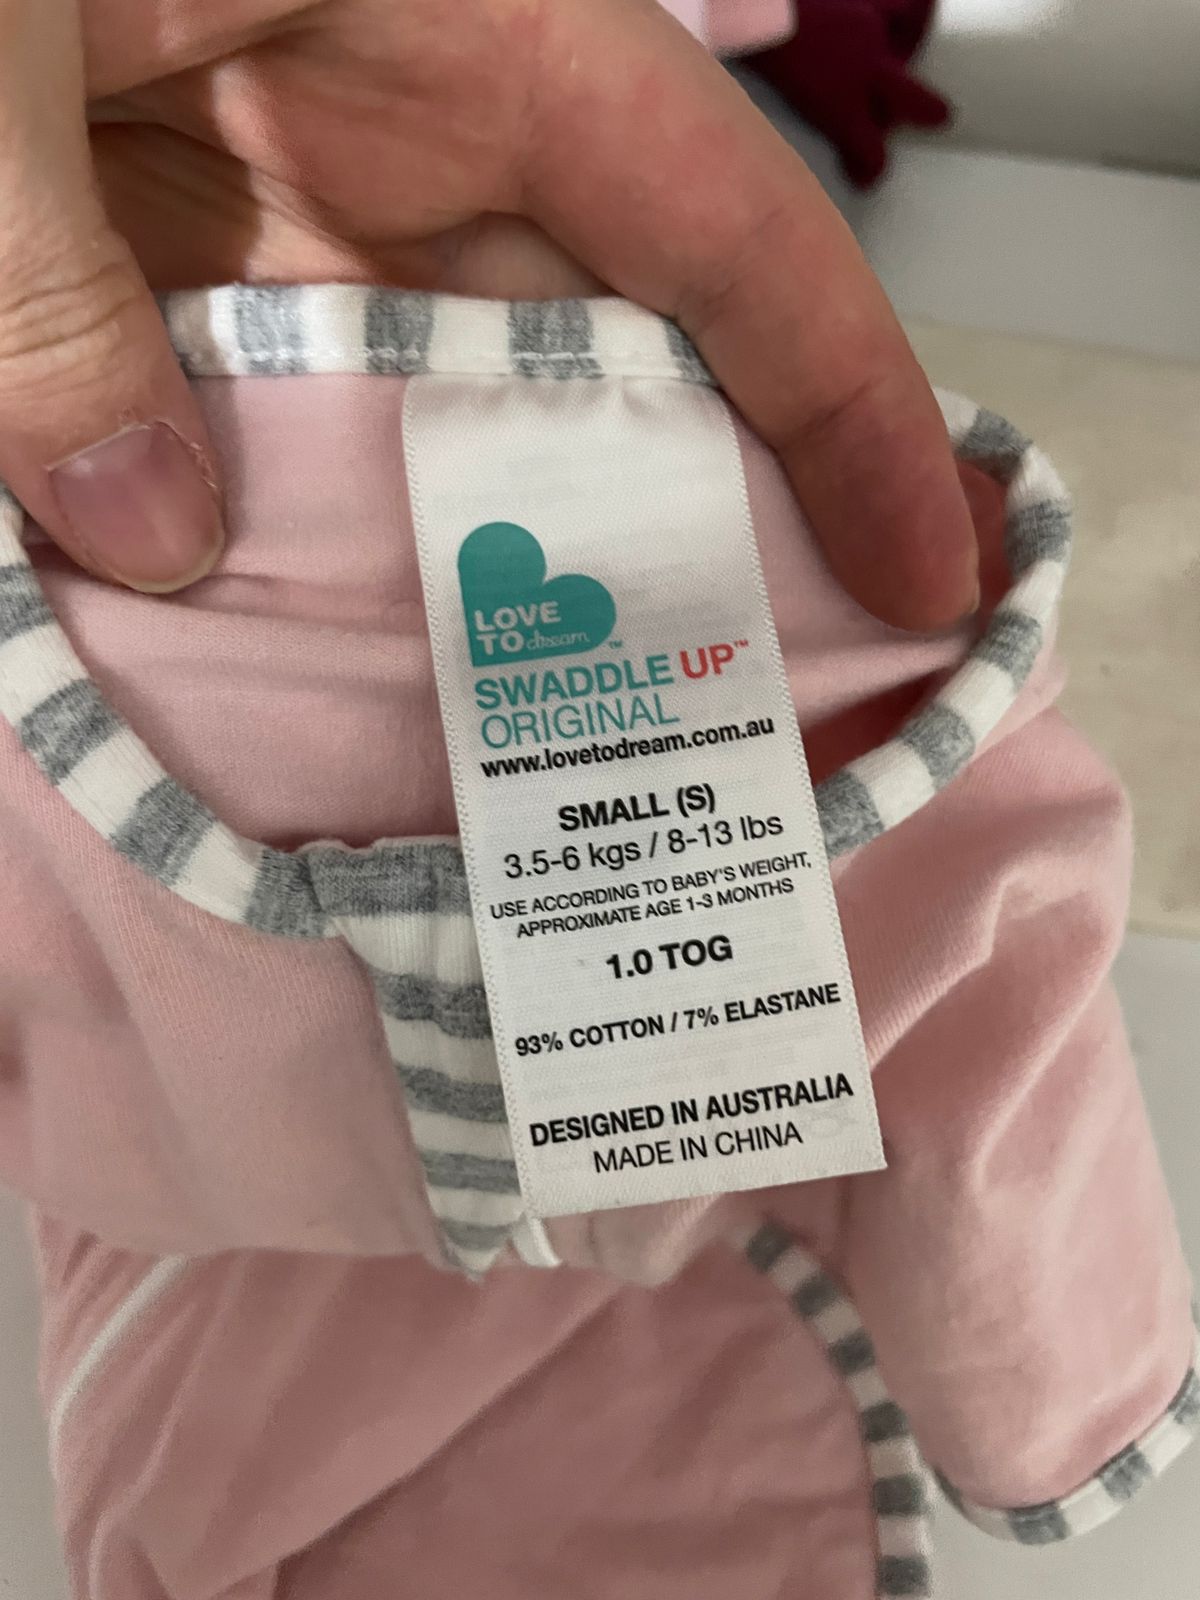 LOVE
TO dream™
SWADDLE UP™
ORIGINAL
www.lovetodream.com.au
SMALL (S)
3.5-6 kgs / 8-13 lbs
USE ACCORDING TO BABY'S WEIGHT,
APPROXIMATE AGE 1-3 MONTHS
1.0 TOG
93% COTTON / 7% ELASTANE
DESIGNED IN AUSTRALIA
MADE IN CHINA